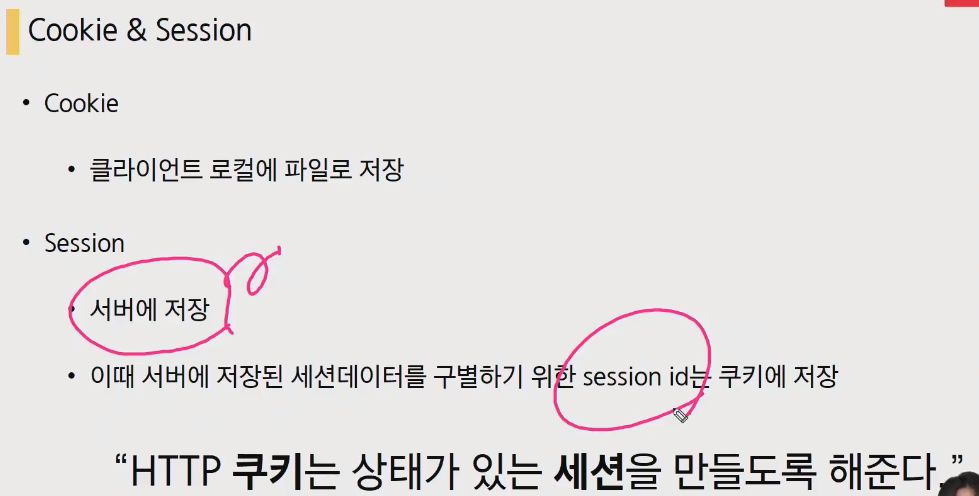 Cookie & Session
• Cookie
• 클라이언트 로컬에 파일로 저장
• Session
• 서버에 저장
• 이때 서버에 저장된 세션데이터를 구별하기 위한 session id는 쿠키에 저장
“HTTP 쿠키는 상태가 있는 세션을 만들도록 해준다.”